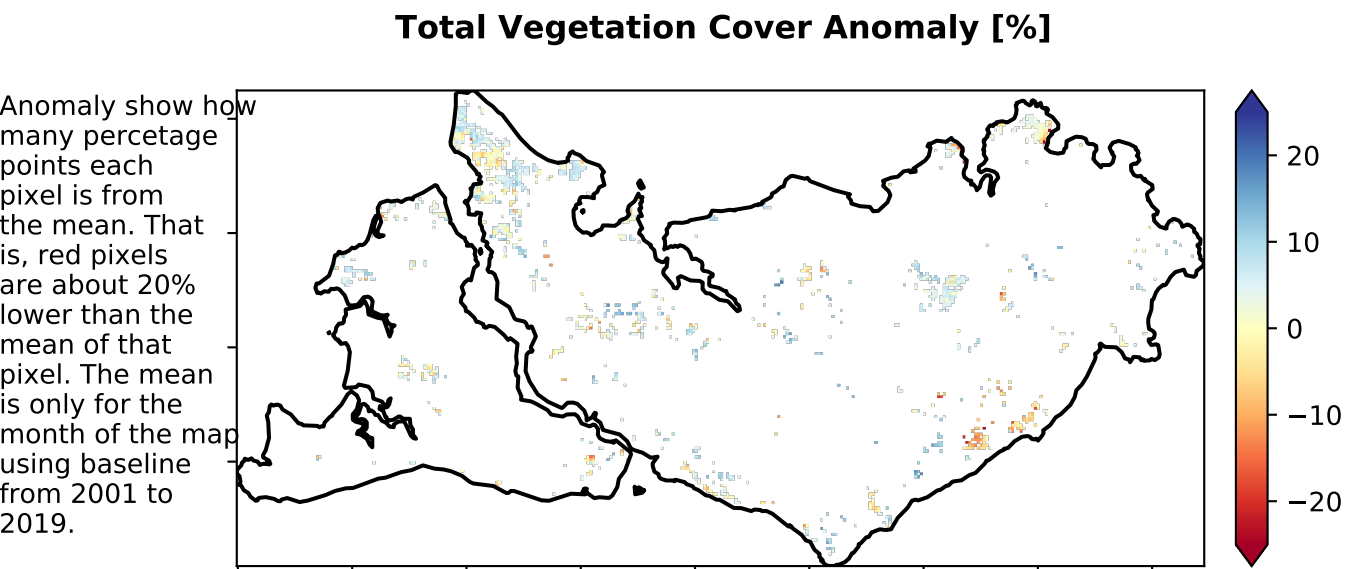 Total Vegetation Cover Anomaly [%]
Anomaly show how
many percetage
points each
pixel is from
the mean. That
is, red pixels
are about 20%
lower than the
mean of that
pixel. The mean
is only for the
month of the map
using baseline
from 2001 to
2019.
20
10
0
−10
−20